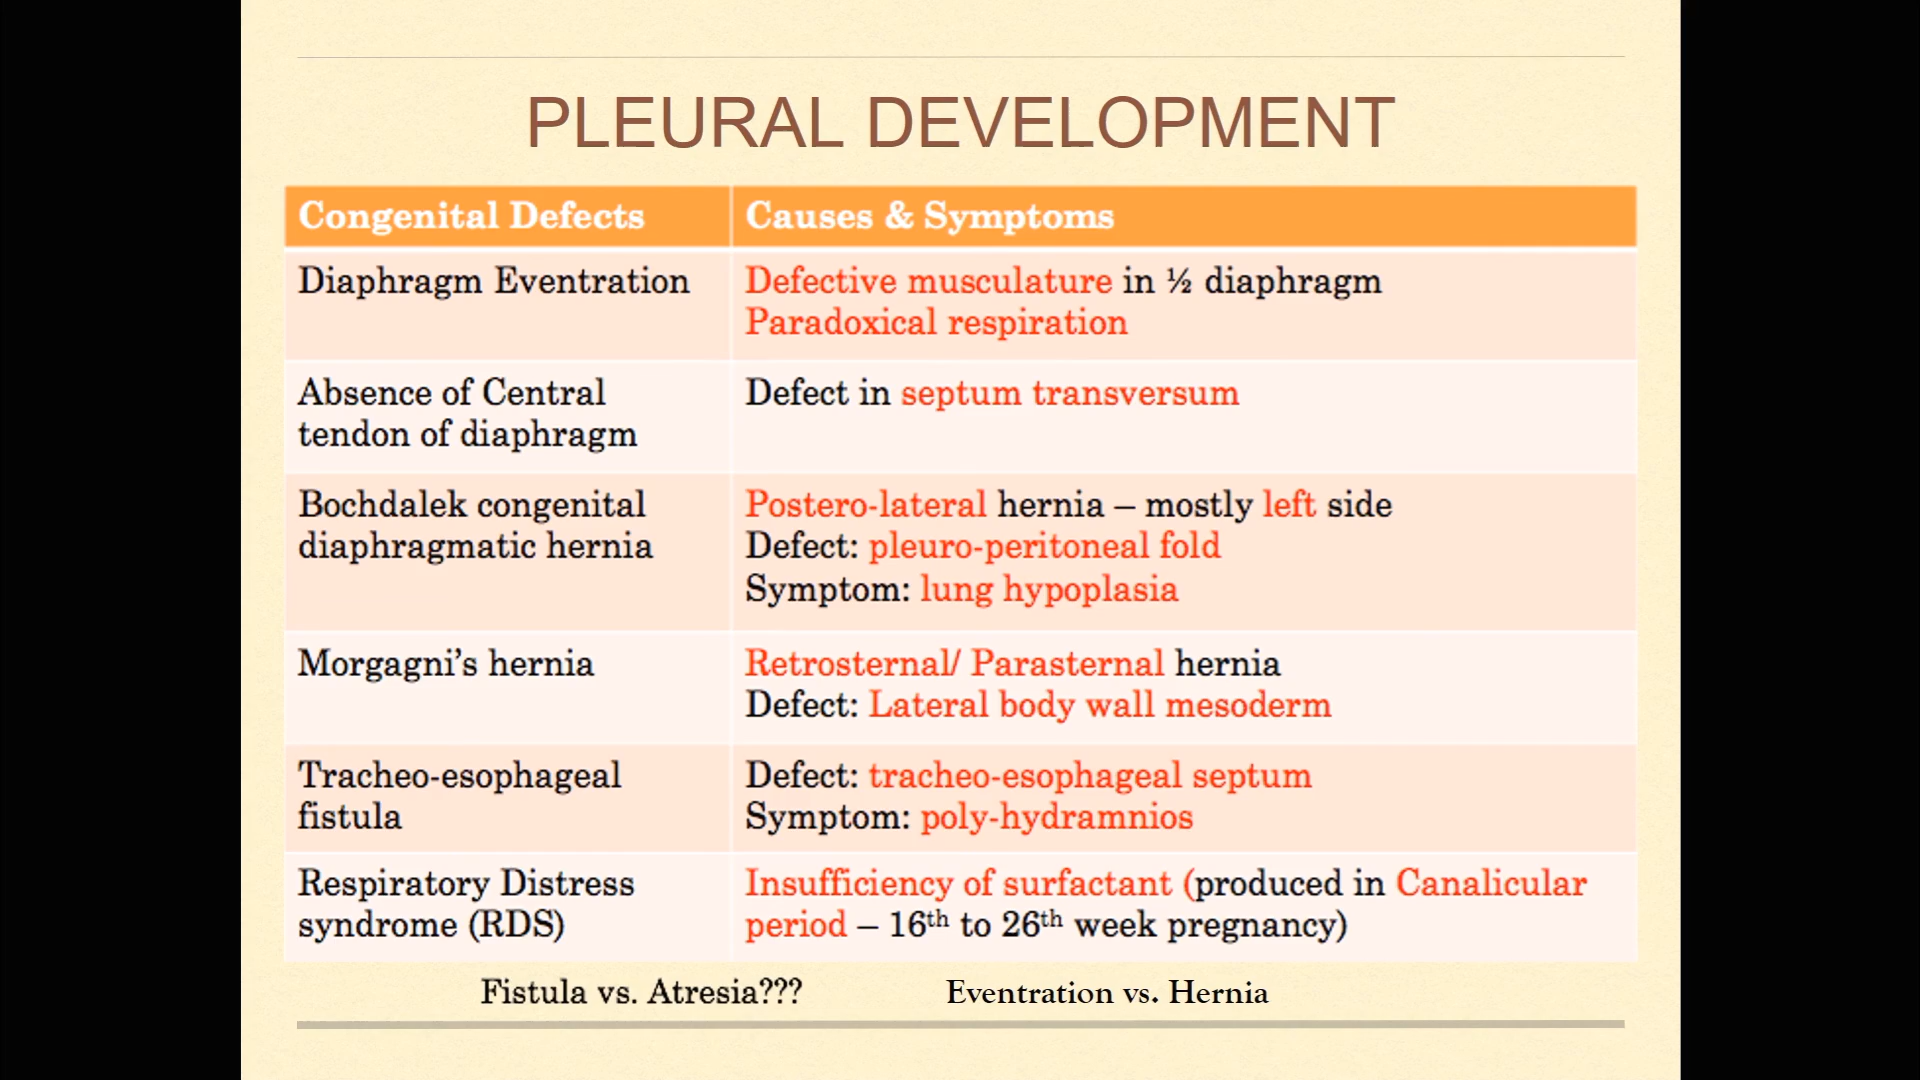 PLEURAL DEVELOPMENT
Congenital Defects
Causes & Symptoms
Diaphragm Eventration
Defective musculature in ½ diaphragm
Paradoxical respiration
Absence of Central
tendon of diaphragm
Defect in septum transversum
Bochdalek congenital
diaphragmatic hernia
Postero-lateral hernia – mostly left side
Defect: pleuro-peritoneal fold
Symptom: lung hypoplasia
Morgagni’s hernia
Retrosternal/ Parasternal hernia
Defect: Lateral body wall mesoderm
Tracheo-esophageal
fistula
Defect: tracheo-esophageal septum
Symptom: poly-hydramnios
Respiratory Distress
syndrome (RDS)
Insufficiency of surfactant (produced in Canalicular
period – 16th to 26th week pregnancy)
Fistula vs. Atresia???
Eventration vs. Hernia